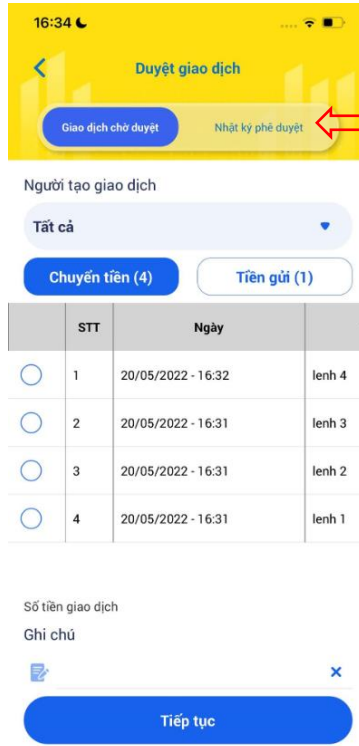 16:34
Duyệt giao dịch
Giao dịch chờ duyệt Nhật ký phê duyệt
Người tạo giao dịch
Tất cả
Chuyển tiền (4) Tiền gửi (1)
STT Ngày
1 20/05/2022 - 16:32 lenh 4
2 20/05/2022 - 16:31 lenh 3
3 20/05/2022 - 16:31 lenh 2
4 20/05/2022 - 16:31 lenh 1
Số tiền giao dịch
Ghi chú
Tiếp tục